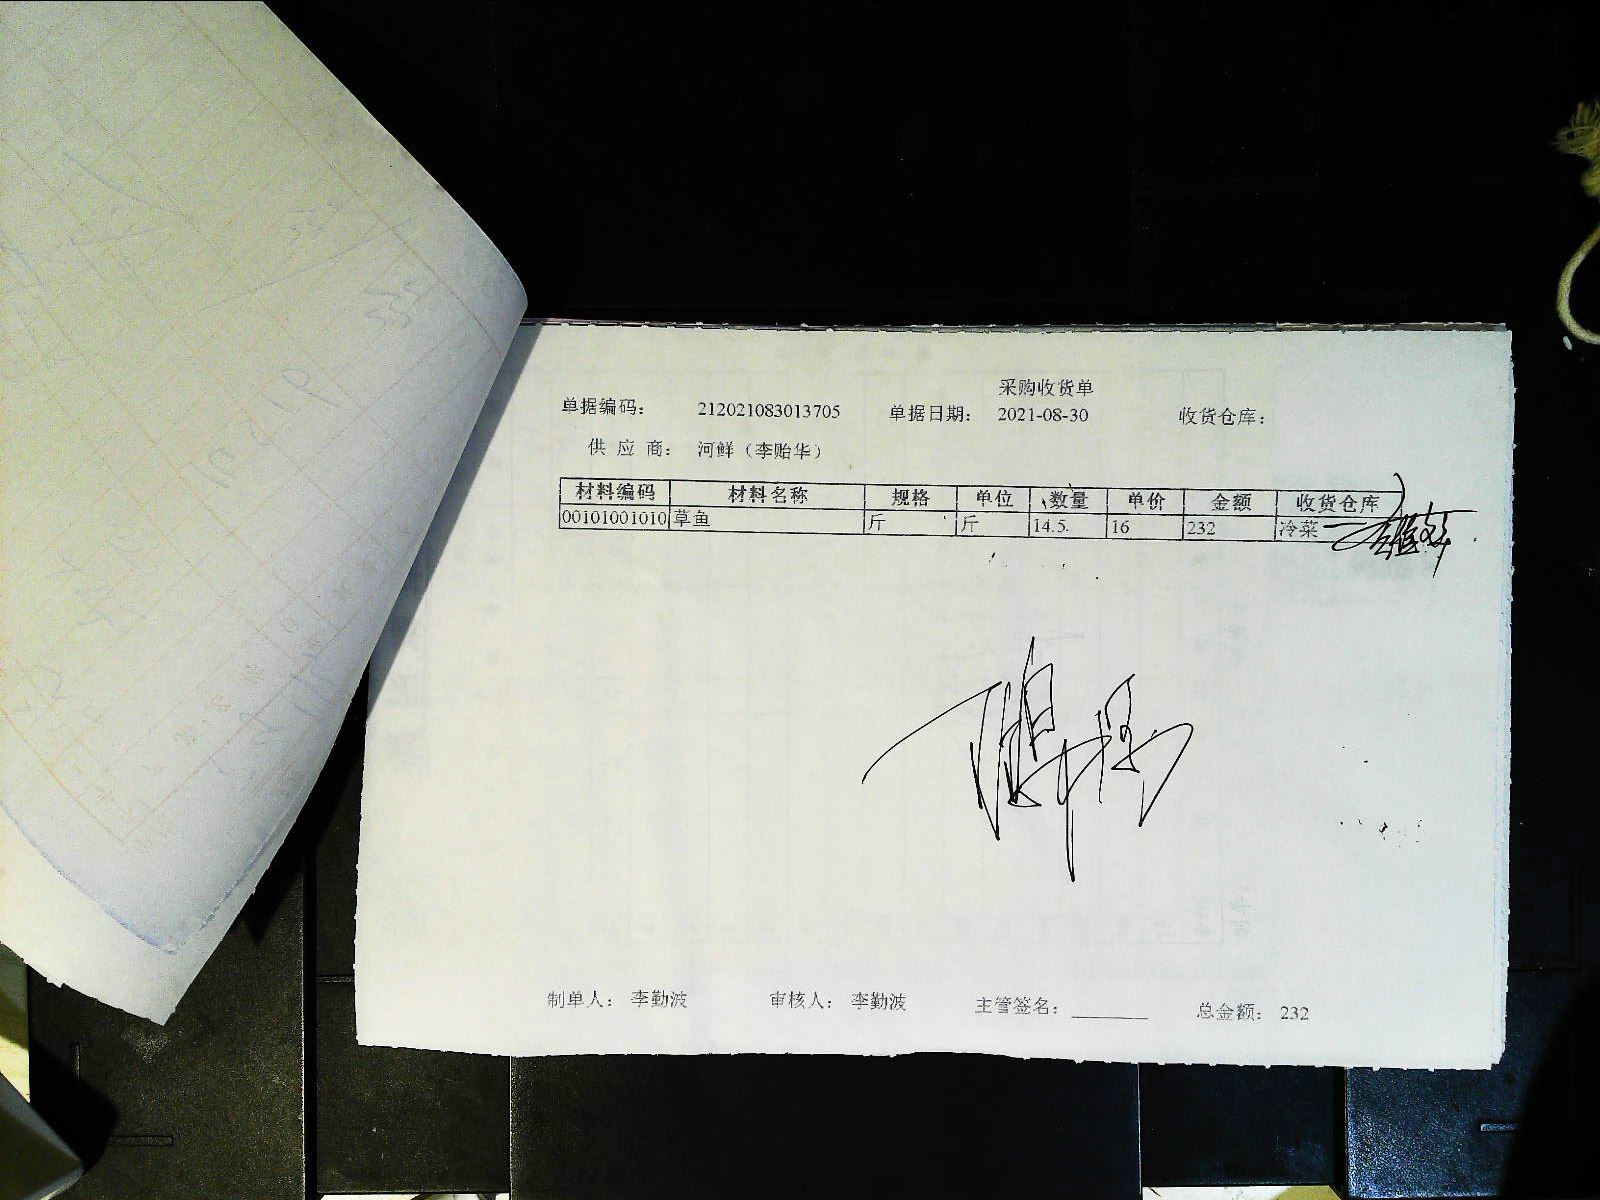 采购收货单
单据编码： 212021083013705 单据日期： 2021-08-30 收货仓库：
供 应 商： 河鲜（李贻华）
材料编码 材料名称 规格 单位 数量 单价 金额 收货仓库
00101001010 草鱼 斤 斤 14.5 16 232 冷菜
制单人： 李勤波 审核人： 李勤波 主管签名：________ 总金额： 232